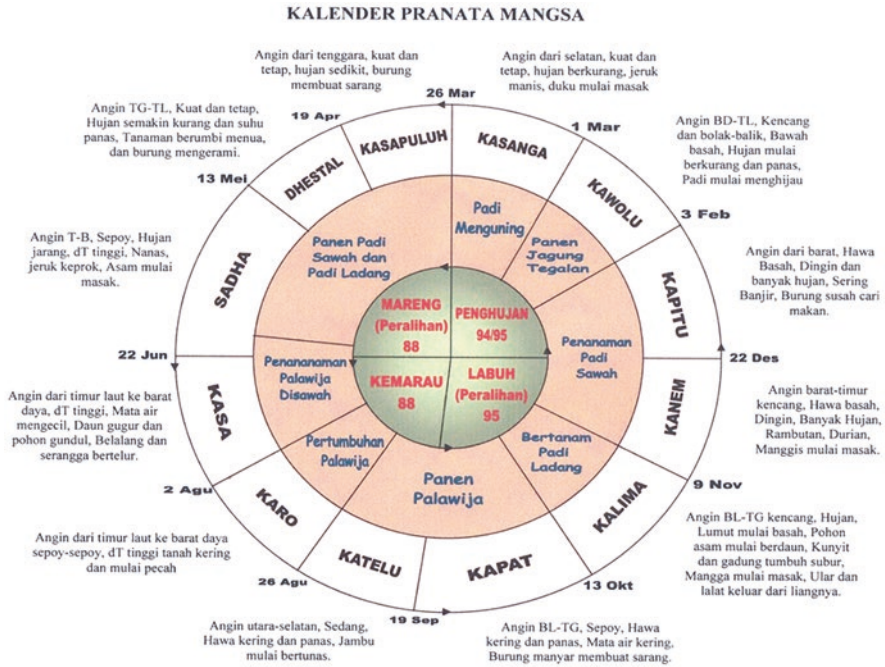 KALENDER PRANATA MANGSA
Angin dari tenggara, kuat dan
tetap, hujan sedikit, burung
membuat sarang
Angin dari selatan, kuat dan
tetap, hujan berkurang, jeruk
manis, duku mulai masak
26 Mar
Angin TG-TL, Kuat dan tetap,
Hujan semakin kurang dan suhu
panas, Tanaman berumbi menua,
dan burung mengerami.
19 Apr
1 Mar
Angin BD-TL, Kencang
dan bolak-balik, Bawah
basah, Hujan mulai
berkurang dan panas,
Padi mulai menghijau
KASAPULUH
KASANGA
DHESTAL
KAWOLU
13 Mei
3 Feb
Angin T-B, Sepoy, Hujan
jarang, dT tinggi, Nanas,
jeruk keprok, Asam mulai
masak.
SADHA
Panen Padi
Sawah dan
Padi Ladang
Padi
Menguning
Panen
Jagung
Tegalan
KAPITU
Angin dari barat, Hawa
Basah, Dingin dan
banyak hujan, Sering
Banjir, Burung susah cari
makan.
MARENG
(Peralihan)
88
PENGHUJAN
94/95
Penanaman
Padi
Sawah
22 Jun
22 Des
KEMARAU
88
LABUH
(Peralihan)
95
Penananaman
Palawija
Disawah
Angin dari timur laut ke barat
daya, dT tinggi, Mata air
mengecil, Daun gugur dan
pohon gundul, Belalang dan
serangga bertelur.
KASA
KANEM
Angin barat-timur
kencang, Hawa basah,
Dingin, Banyak Hujan,
Rambutan, Durian,
Manggis mulai masak.
Pertumbuhan
Palawija
Bertanam
Padi
Ladang
Panen
Palawija
2 Agu
9 Nov
KARO
KALIMA
Angin dari timur laut ke barat daya
sepoy-sepoy, dT tinggi tanah kering
dan mulai pecah
Angin BL-TG kencang, Hujan,
Lumut mulai basah, Pohon
asam mulai berdaun, Kunyit
dan gadung tumbuh subur,
Mangga mulai masak, Ular dan
lalat keluar dari liangnya.
KATELU
KAPAT
26 Agu
13 Okt
19 Sep
Angin utara-selatan, Sedang,
Hawa kering dan panas, Jambu
mulai bertunas.
Angin BL-TG, Sepoy, Hawa
kering dan panas, Mata air kering,
Burung manyar membuat sarang.